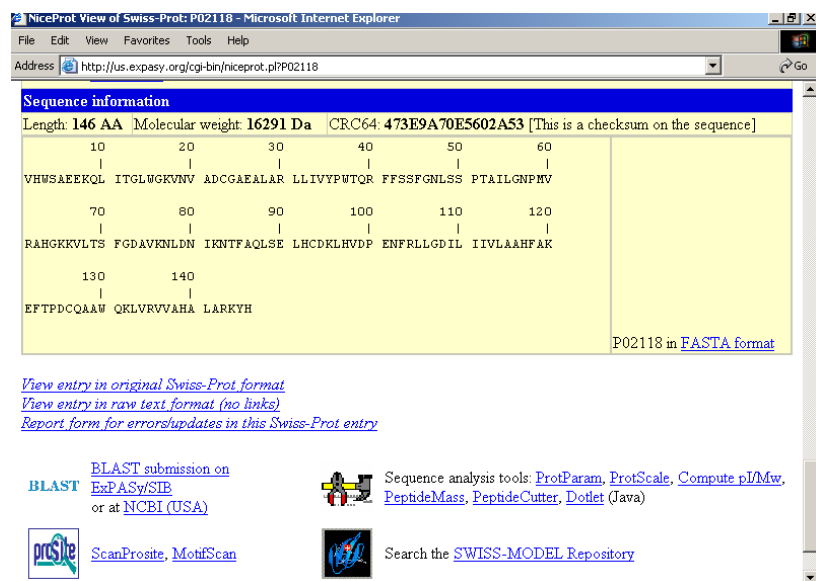 NiceProt View of Swiss-Prot: P02118 - Microsoft Internet Explorer
File Edit View Favorites Tools Help
Address http://us.expasy.org/cgi-bin/niceprot.pl?P02118 Go
Sequence information
Length: 146 AA Molecular weight: 16291 Da CRC64: 473E9A70E5602A53 [This is a checksum on the sequence]
10 20 30 40 50 60
| | | | | |
VHWSAEEKQL ITGLWGKVNV ADCGAEALAR LLIVYPWTQR FFSSFGNLSS PTAILGNPMV
70 80 90 100 110 120
| | | | | |
RAHGKKVLTS FGDAVKNLDN IKNTFAQLSE LHCDKLHVDP ENFRLLGDIL IIVLAAHFAK
130 140
| |
EFTPDCQAAW QKLVRVVAHA LARKYH
P02118 in FASTA format
View entry in original Swiss-Prot format
View entry in raw text format (no links)
Report form for errors/updates in this Swiss-Prot entry
BLAST
BLAST submission on
ExPASy/SIB
or at NCBI (USA)
Sequence analysis tools: ProtParam, ProtScale, Compute pI/Mw,
PeptideMass, PeptideCutter, Dotlet (Java)
proSite
ScanProsite, MotifScan
Search the SWISS-MODEL Repository